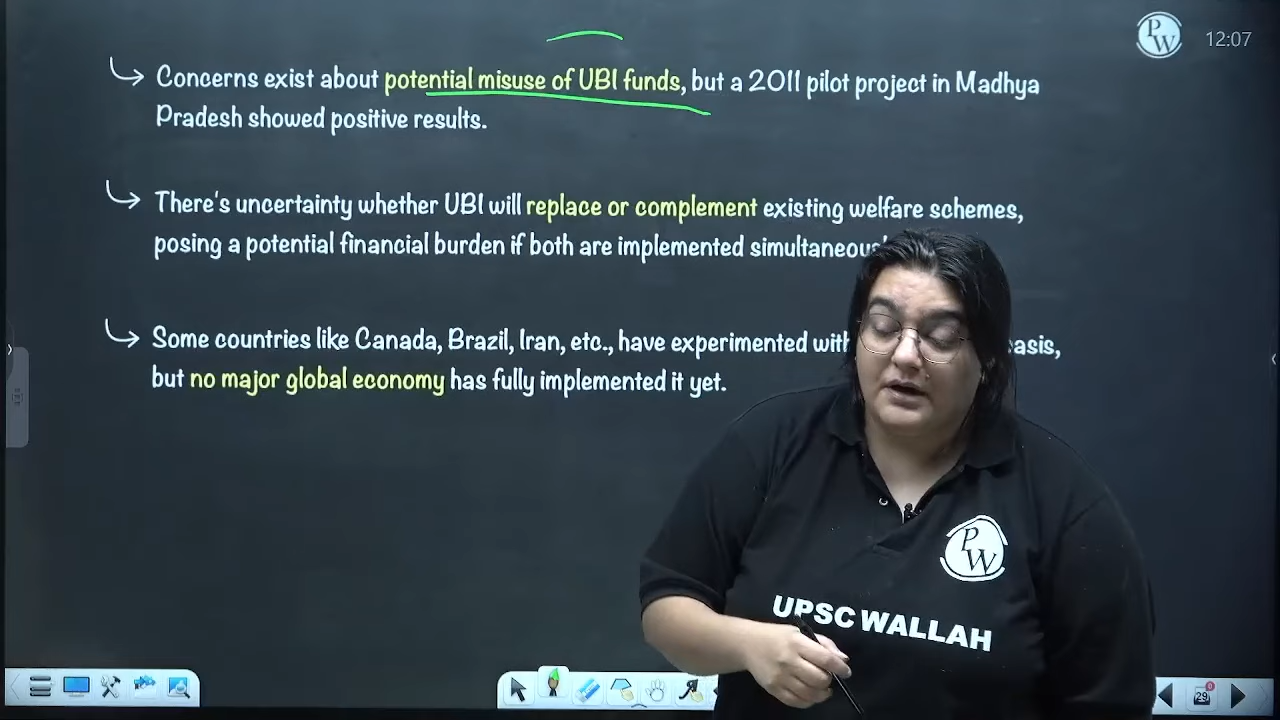 PW
12:07
Concerns exist about potential misuse of UBI funds, but a 2011 pilot project in Madhya
Pradesh showed positive results.
There's uncertainty whether UBI will replace or complement existing welfare schemes,
posing a potential financial burden if both are implemented
Some countries like Canada, Brazil, Iran, etc., have experimented
but no major global economy has fully implemented it yet.
PW
UPSC WALLAH
29